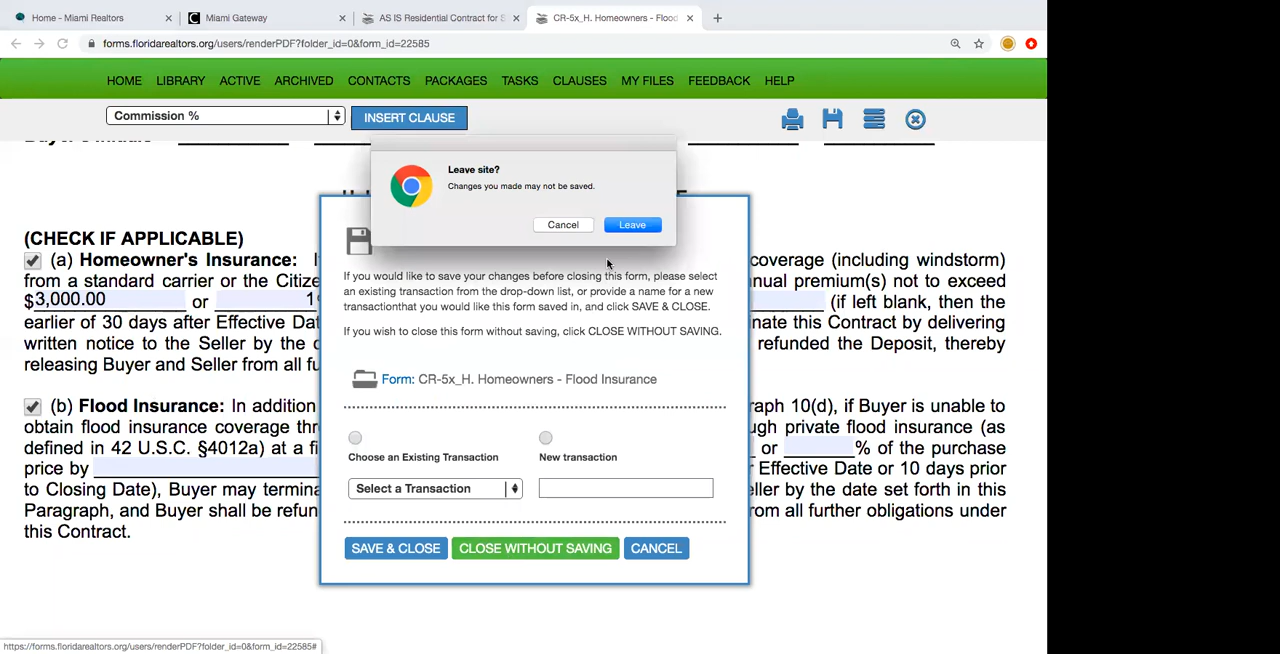 Home - Miami Realtors
Miami Gateway
AS IS Residential Contract for S
CR-5x_H. Homeowners - Flood
forms.floridarealtors.org/users/renderPDF?folder_id=0&form_id=22585
HOME LIBRARY ACTIVE ARCHIVED CONTACTS PACKAGES TASKS CLAUSES MY FILES FEEDBACK HELP
Commission %
INSERT CLAUSE
Leave site?
Changes you made may not be saved.
Cancel Leave
(CHECK IF APPLICABLE)
(a) Homeowner's Insurance: coverage (including windstorm)
from a standard carrier or the Citize nual premium(s) not to exceed
$3,000.00 or 1 (if left blank, then the
earlier of 30 days after Effective Dat nate this Contract by delivering
written notice to the Seller by the refunded the Deposit, thereby
releasing Buyer and Seller from all fu
(b) Flood Insurance: In addition raph 10(d), if Buyer is unable to
obtain flood insurance coverage thr ugh private flood insurance (as
defined in 42 U.S.C. §4012a) at a fi or % of the purchase
price by Effective Date or 10 days prior
to Closing Date), Buyer may termina eller by the date set forth in this
Paragraph, and Buyer shall be refun rom all further obligations under
this Contract.
If you would like to save your changes before closing this form, please select
an existing transaction from the drop-down list, or provide a name for a new
transactionthat you would like this form saved in, and click SAVE & CLOSE.
If you wish to close this form without saving, click CLOSE WITHOUT SAVING.
Form: CR-5x_H. Homeowners - Flood Insurance
Choose an Existing Transaction New transaction
Select a Transaction
SAVE & CLOSE CLOSE WITHOUT SAVING CANCEL
https://forms.floridarealtors.org/users/renderPDF?folder_id=0&form_id=22585#